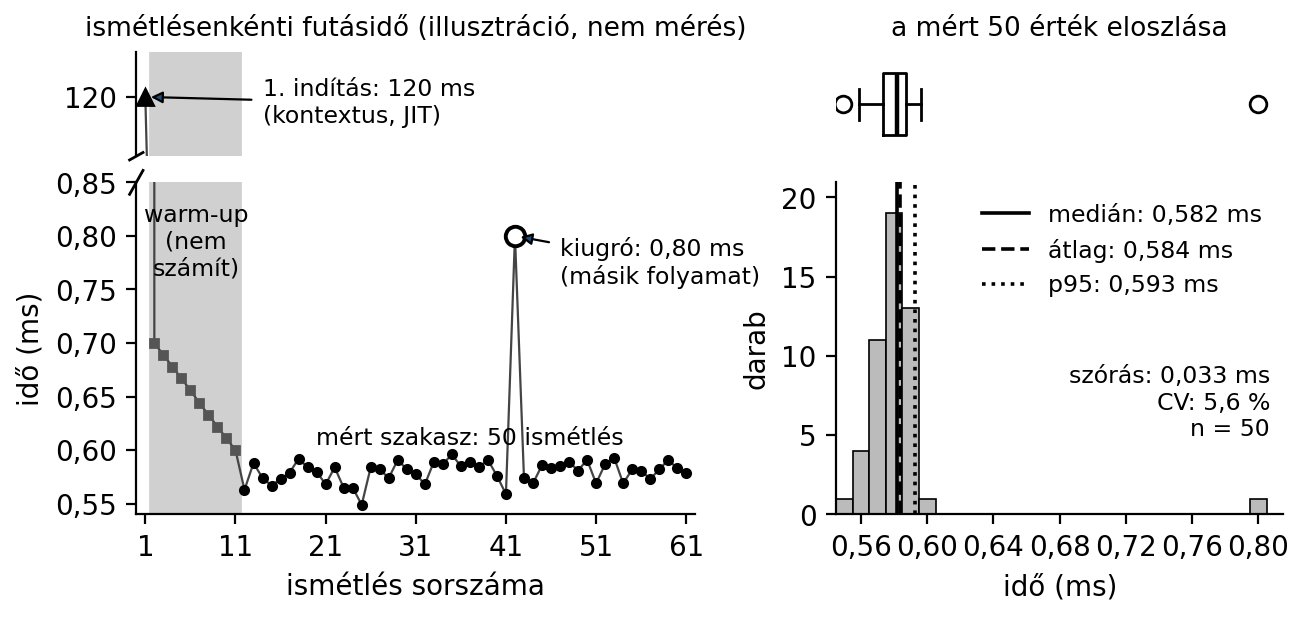 ismétlésenkénti futásidő (illusztráció, nem mérés)
120
1. indítás: 120 ms
(kontextus, JIT)
0,85
0,80
0,75
0,70
0,65
0,60
0,55
idő (ms)
warm-up
(nem
számít)
kiugró: 0,80 ms
(másik folyamat)
mért szakasz: 50 ismétlés
1 11 21 31 41 51 61
ismétlés sorszáma
a mért 50 érték eloszlása
20
15
10
5
0
darab
medián: 0,582 ms
átlag: 0,584 ms
p95: 0,593 ms
szórás: 0,033 ms
CV: 5,6 %
n = 50
0,56 0,60 0,64 0,68 0,72 0,76 0,80
idő (ms)